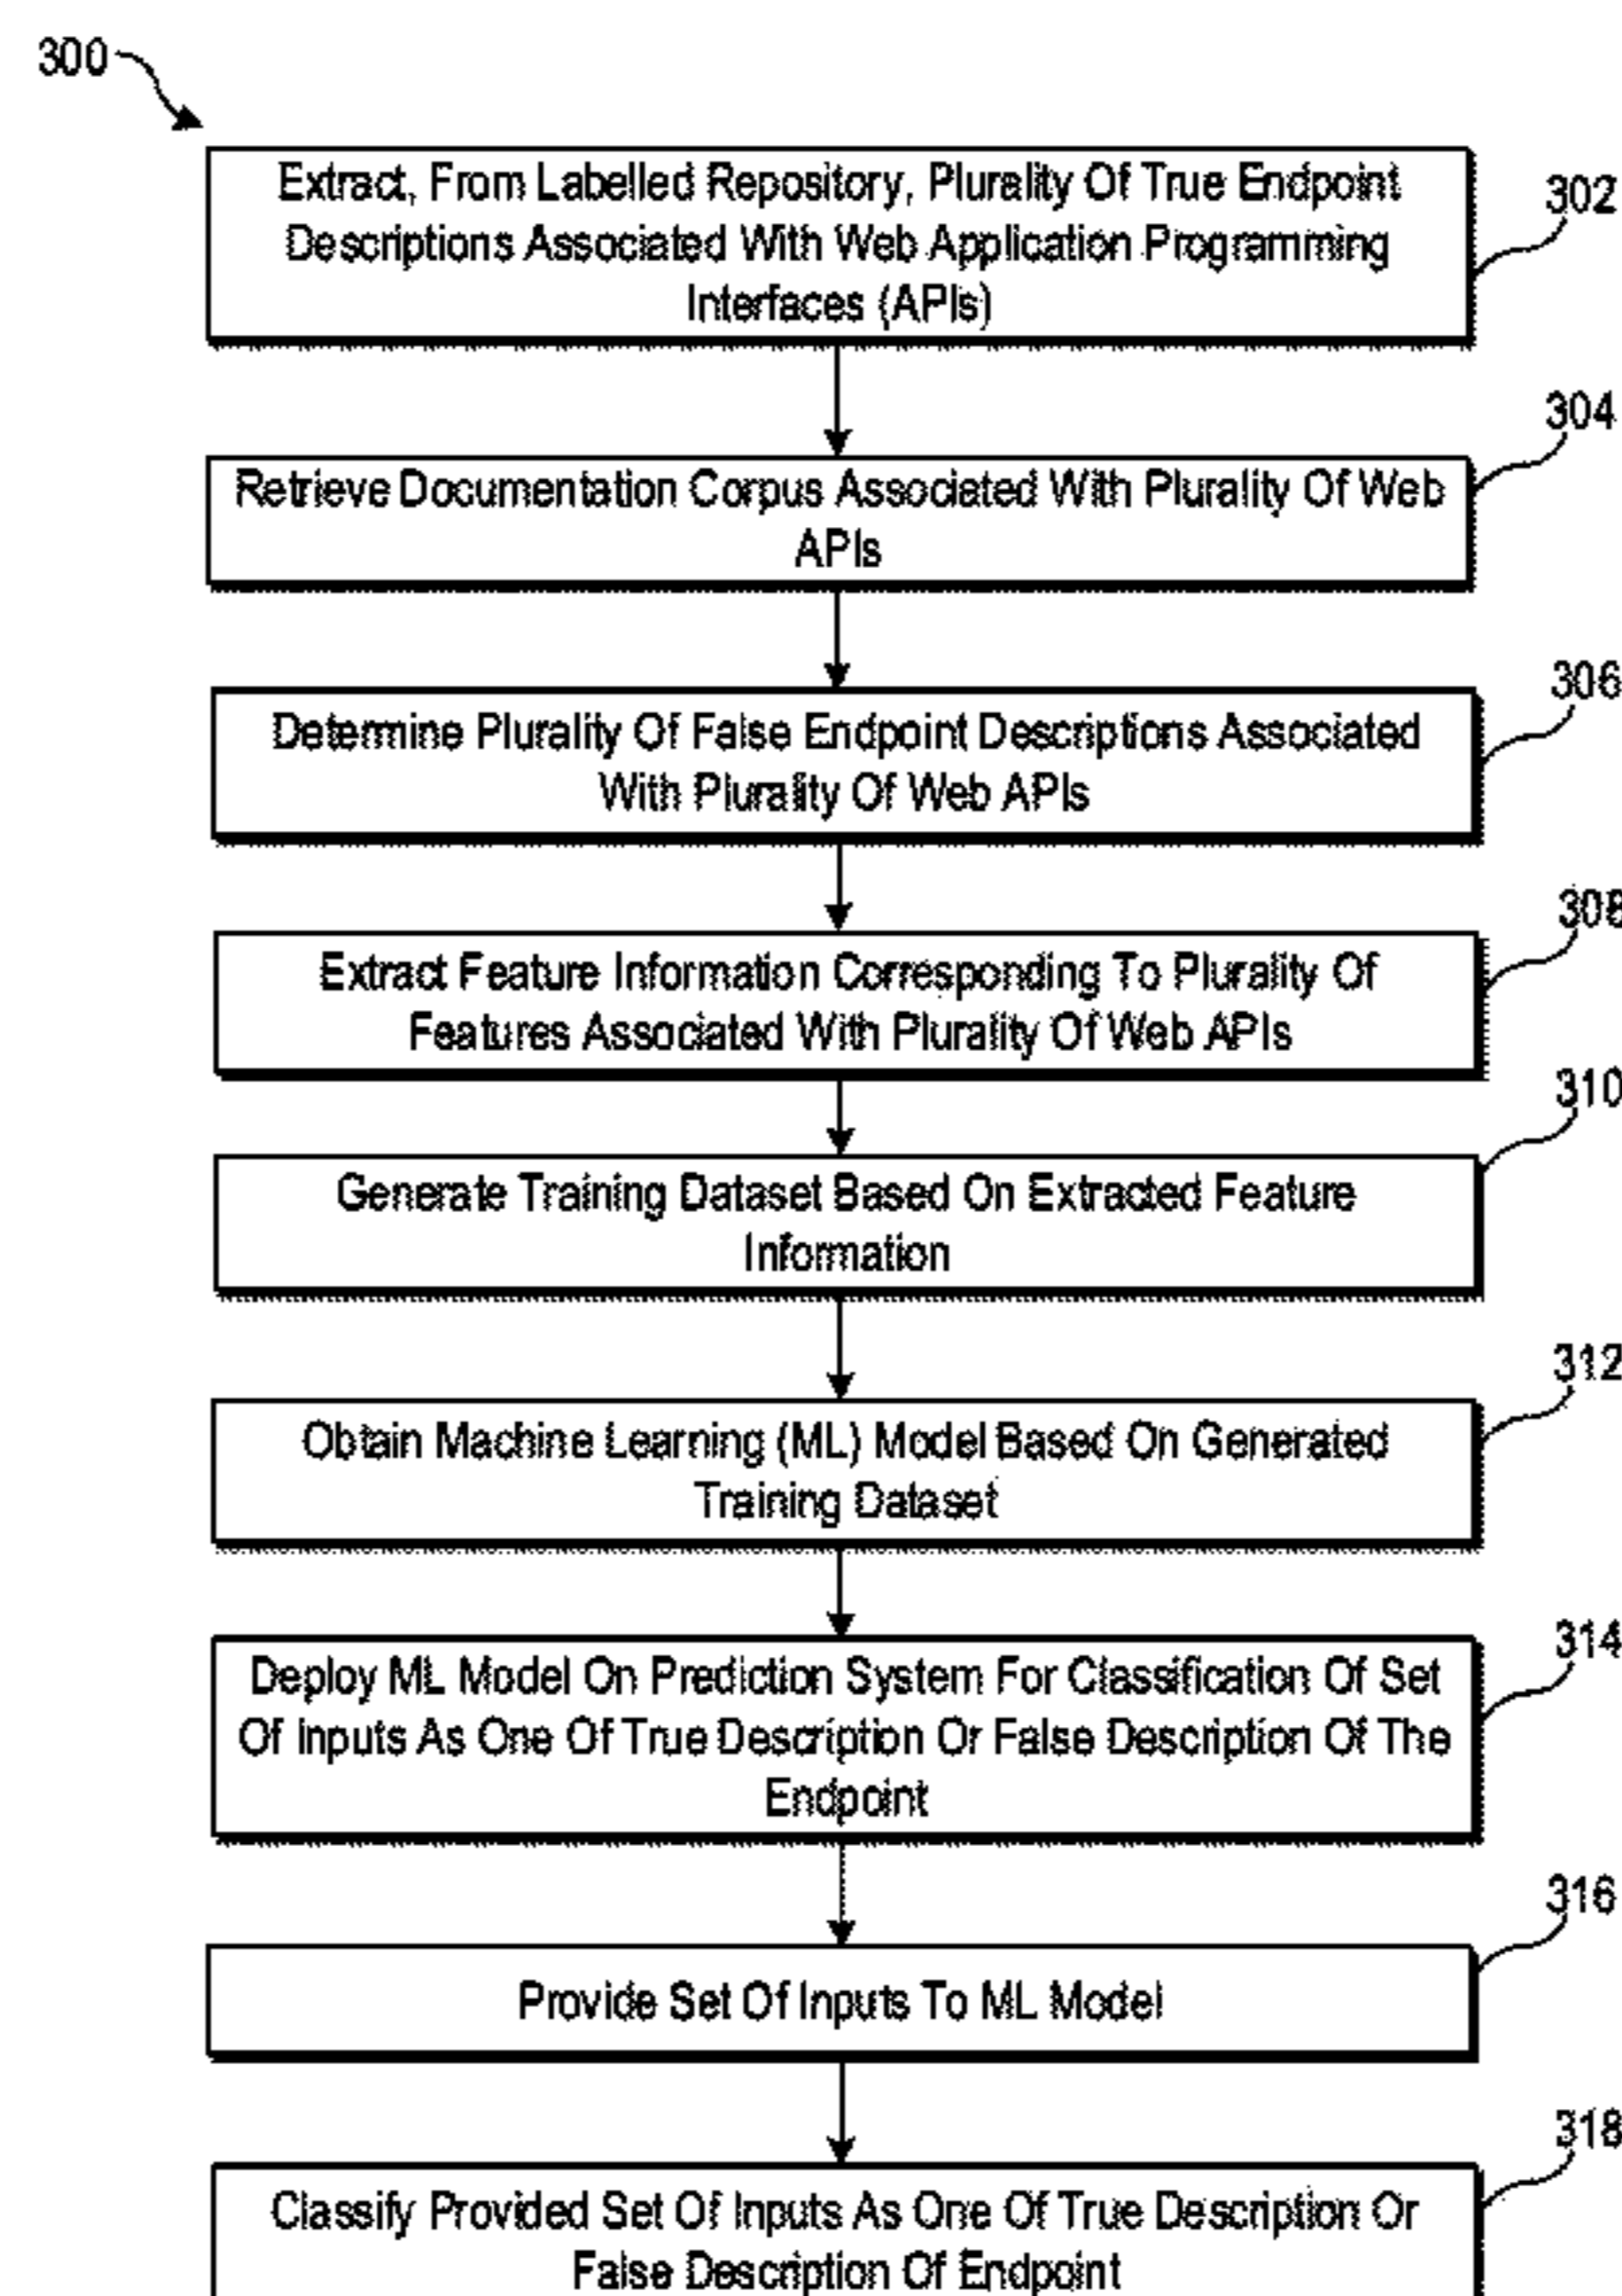 300
Extract, From Labelled Repository, Plurality Of True Endpoint
Descriptions Associated With Web Application Programming
Interfaces (APIs)
302
Retrieve Documentation Corpus Associated With Plurality Of Web
APIs
304
Determine Plurality Of False Endpoint Descriptions Associated
With Plurality Of Web APIs
306
Extract Feature Information Corresponding To Plurality Of
Features Associated With Plurality Of Web APIs
308
Generate Training Dataset Based On Extracted Feature
Information
310
Obtain Machine Learning (ML) Model Based On Generated
Training Dataset
312
Deploy ML Model On Prediction System For Classification Of Set
Of Inputs As One Of True Description Or False Description Of The
Endpoint
314
Provide Set Of Inputs To ML Model
316
Classify Provided Set Of Inputs As One Of True Description Or
False Description Of Endpoint
318